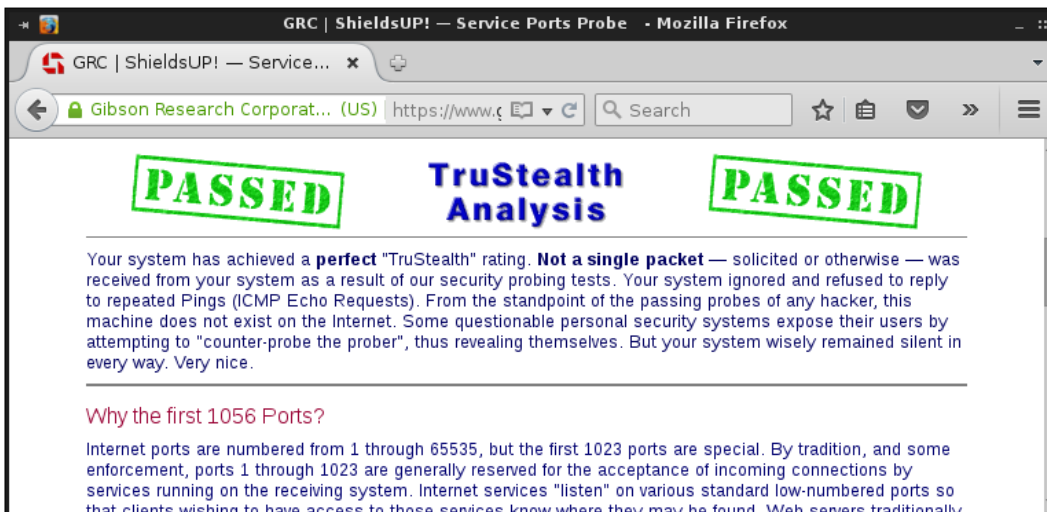 GRC | ShieldsUP! — Service Ports Probe - Mozilla Firefox
GRC | ShieldsUP! — Service...
Gibson Research Corporat... (US)
https://www.g
Search
PASSED
TruStealth
Analysis
PASSED
Your system has achieved a perfect "TruStealth" rating. Not a single packet — solicited or otherwise — was
received from your system as a result of our security probing tests. Your system ignored and refused to reply
to repeated Pings (ICMP Echo Requests). From the standpoint of the passing probes of any hacker, this
machine does not exist on the Internet. Some questionable personal security systems expose their users by
attempting to "counter-probe the prober", thus revealing themselves. But your system wisely remained silent in
every way. Very nice.
Why the first 1056 Ports?
Internet ports are numbered from 1 through 65535, but the first 1023 ports are special. By tradition, and some
enforcement, ports 1 through 1023 are generally reserved for the acceptance of incoming connections by
services running on the receiving system. Internet services "listen" on various standard low-numbered ports so
that clients wishing to have access to those services know where they may be found. Web servers traditionally